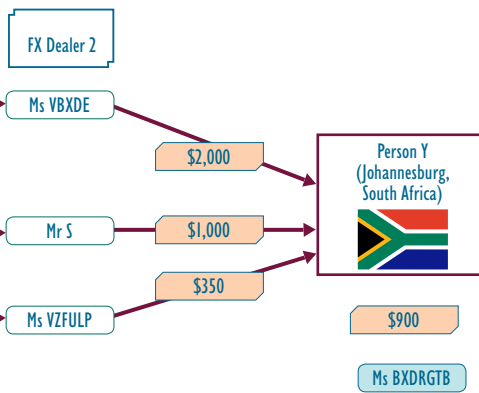 FX Dealer 2
Ms VBXDE
$2,000
Person Y
(Johannesburg,
South Africa)
Mr S
$1,000
$350
Ms VZFULP
$900
Ms BXDRGTB